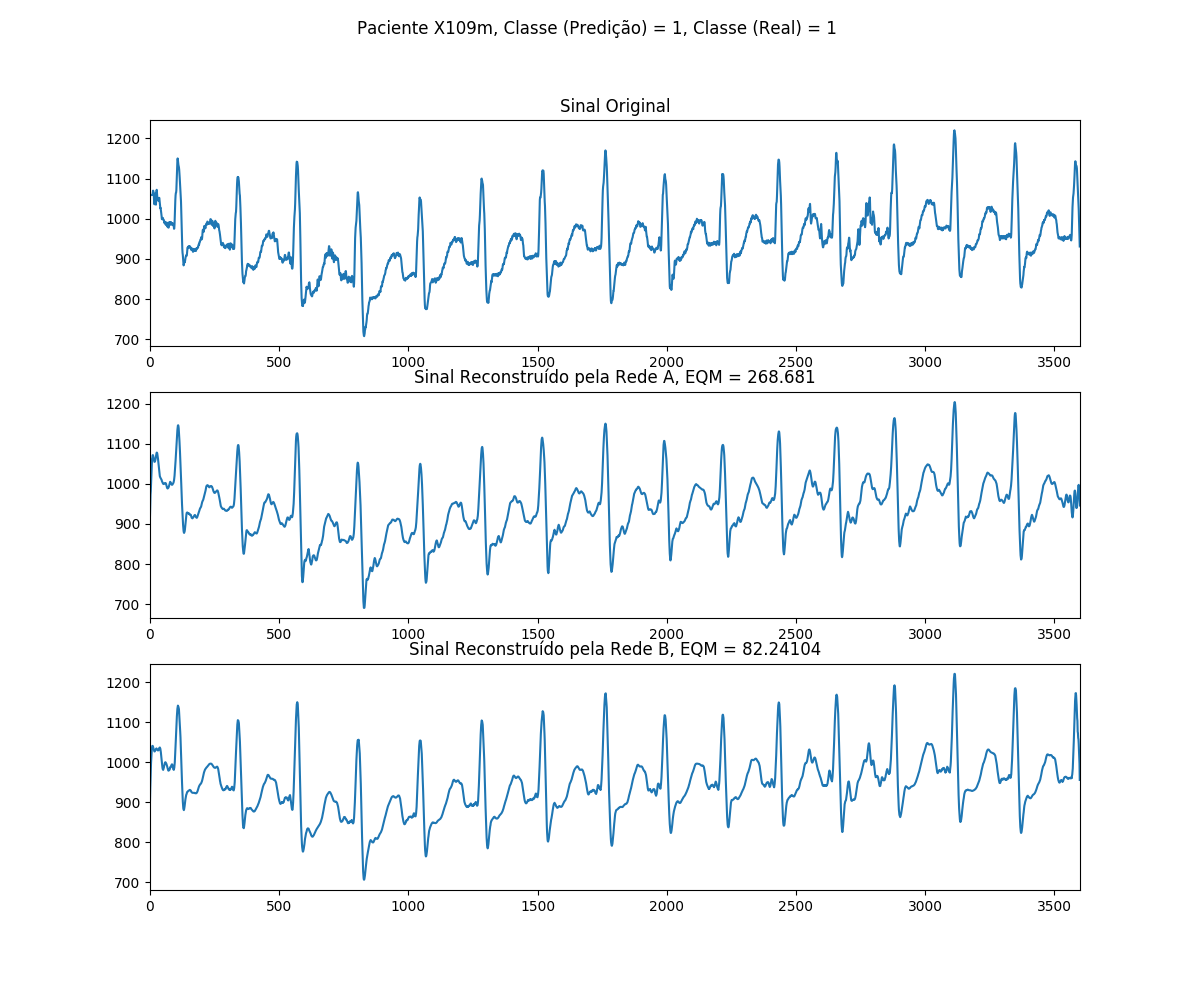 Paciente X109m, Classe (Predição) = 1, Classe (Real) = 1
Sinal Original
1200
1100
1000
900
800
700
0 500 1000 1500 2000 2500 3000 3500
Sinal Reconstruído pela Rede A, EQM = 268.681
1200
1100
1000
900
800
700
0 500 1000 1500 2000 2500 3000 3500
Sinal Reconstruído pela Rede B, EQM = 82.24104
1200
1100
1000
900
800
700
0 500 1000 1500 2000 2500 3000 3500